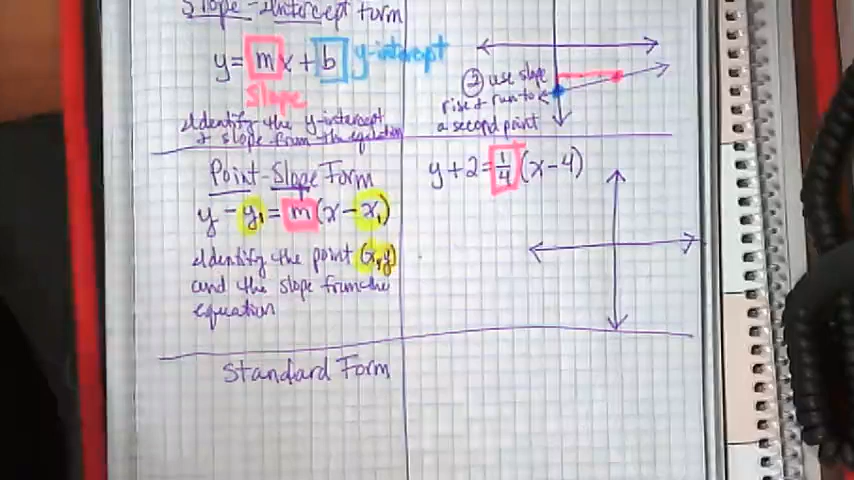 Slope-Intercept Form
y = mx + b y-intercept
Slope
Identify the y-intercept
+ slope from the equation
② use slope
rise + run to
a second point
Point-Slope Form
y - y₁ = m(x - x₁)
Identify the point (x, y)
and the slope from the
equation
y + 2 = 1/4 (x - 4)
Standard Form